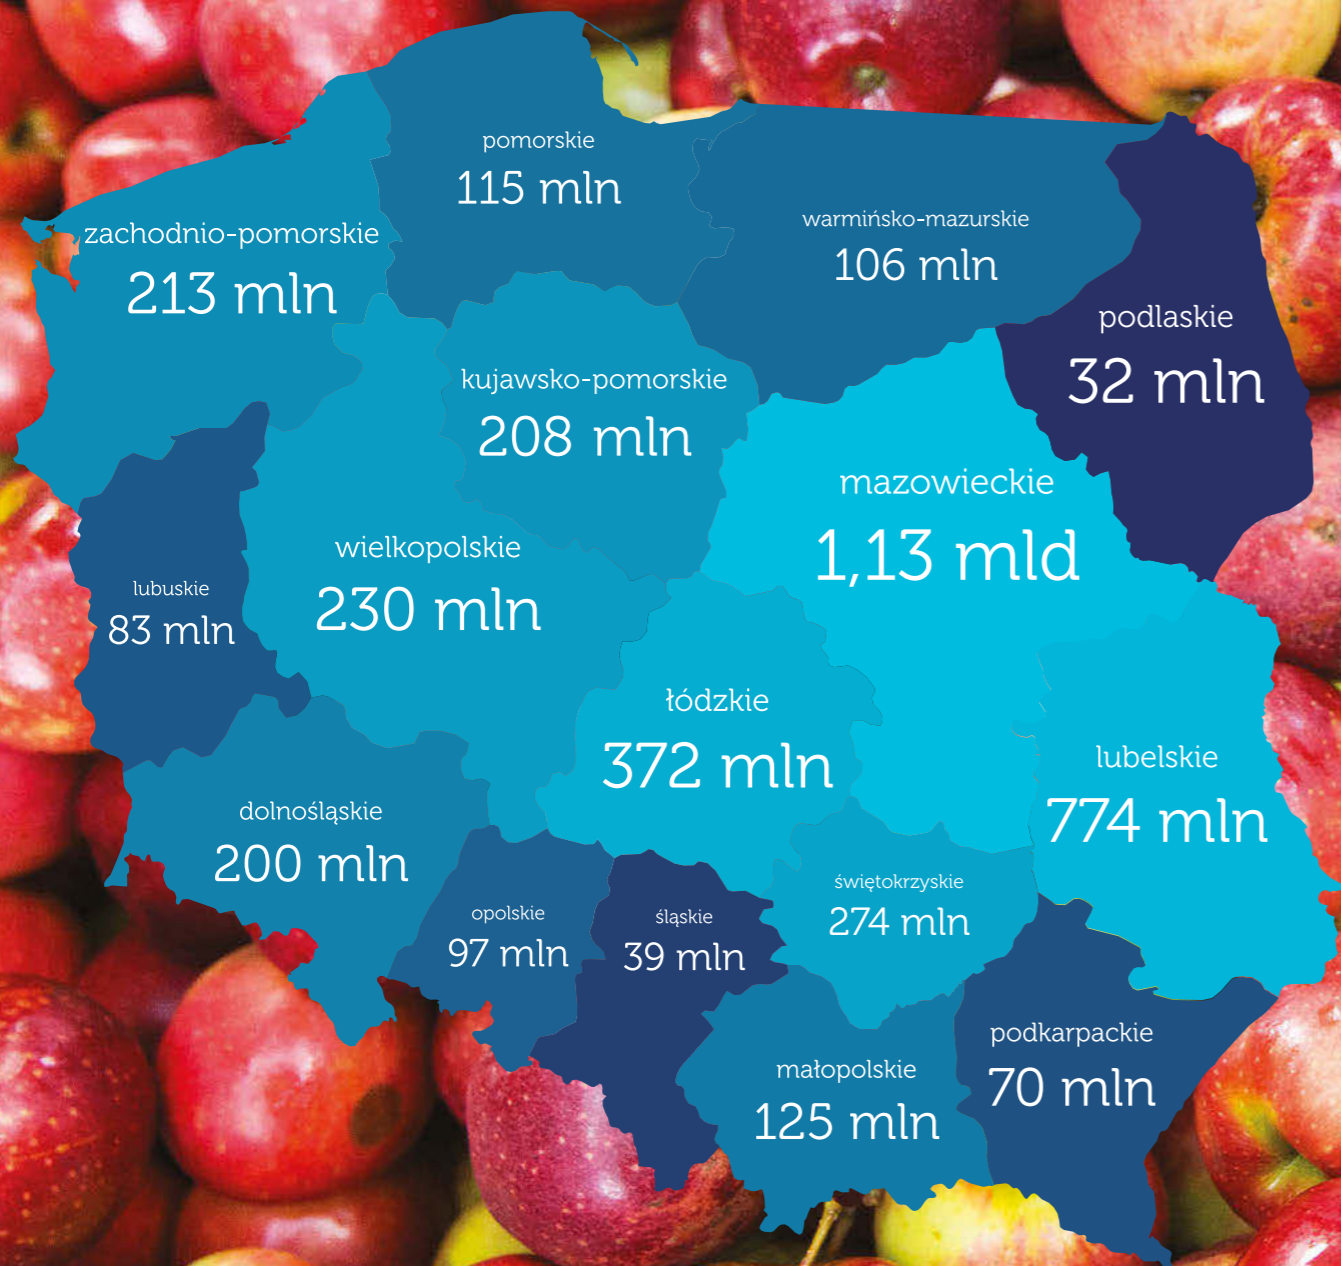 pomorskie
115 mln
warmińsko-mazurskie
106 mln
zachodnio-pomorskie
213 mln
podlaskie
32 mln
kujawsko-pomorskie
208 mln
mazowieckie
1,13 mld
wielkopolskie
230 mln
lubuskie
83 mln
łódzkie
372 mln
lubelskie
774 mln
dolnośląskie
200 mln
świętokrzyskie
274 mln
opolskie
97 mln
śląskie
39 mln
podkarpackie
70 mln
małopolskie
125 mln